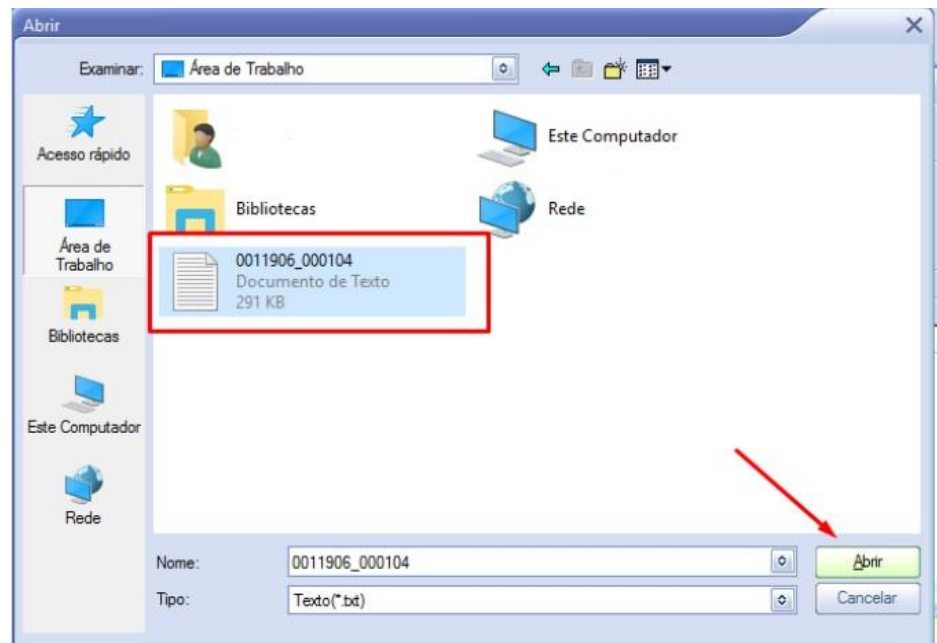 Abrir
Examinar:
Área de Trabalho
Acesso rápido
Área de
Trabalho
Bibliotecas
Este Computador
Rede
Este Computador
Bibliotecas
Rede
0011906_000104
Documento de Texto
291 KB
Nome:
0011906_000104
Abrir
Tipo:
Texto(*.txt)
Cancelar